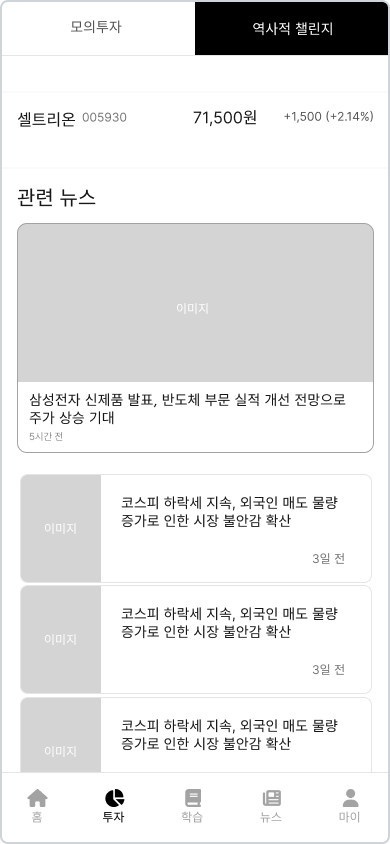 모의투자
역사적 챌린지
셀트리온 005930 71,500원 +1,500 (+2.14%)
관련 뉴스
이미지
삼성전자 신제품 발표, 반도체 부문 실적 개선 전망으로
주가 상승 기대
5시간 전
이미지
코스피 하락세 지속, 외국인 매도 물량
증가로 인한 시장 불안감 확산
3일 전
이미지
코스피 하락세 지속, 외국인 매도 물량
증가로 인한 시장 불안감 확산
3일 전
이미지
코스피 하락세 지속, 외국인 매도 물량
증가로 인한 시장 불안감 확산
홈 투자 학습 뉴스 마이